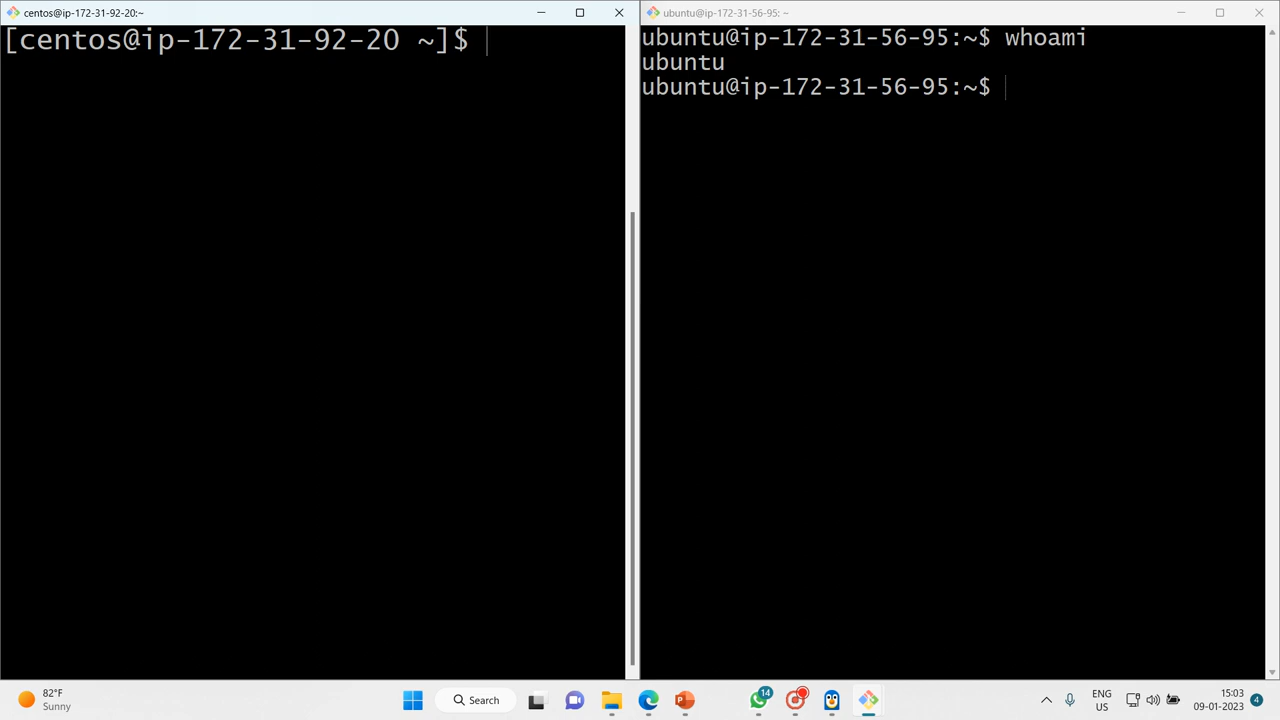 centos@ip-172-31-92-20:~
[centos@ip-172-31-92-20 ~]$
ubuntu@ip-172-31-56-95: ~
ubuntu@ip-172-31-56-95:~$ whoami
ubuntu
ubuntu@ip-172-31-56-95:~$
82°F
Sunny
Search
14
ENG
US
15:03
09-01-2023
4